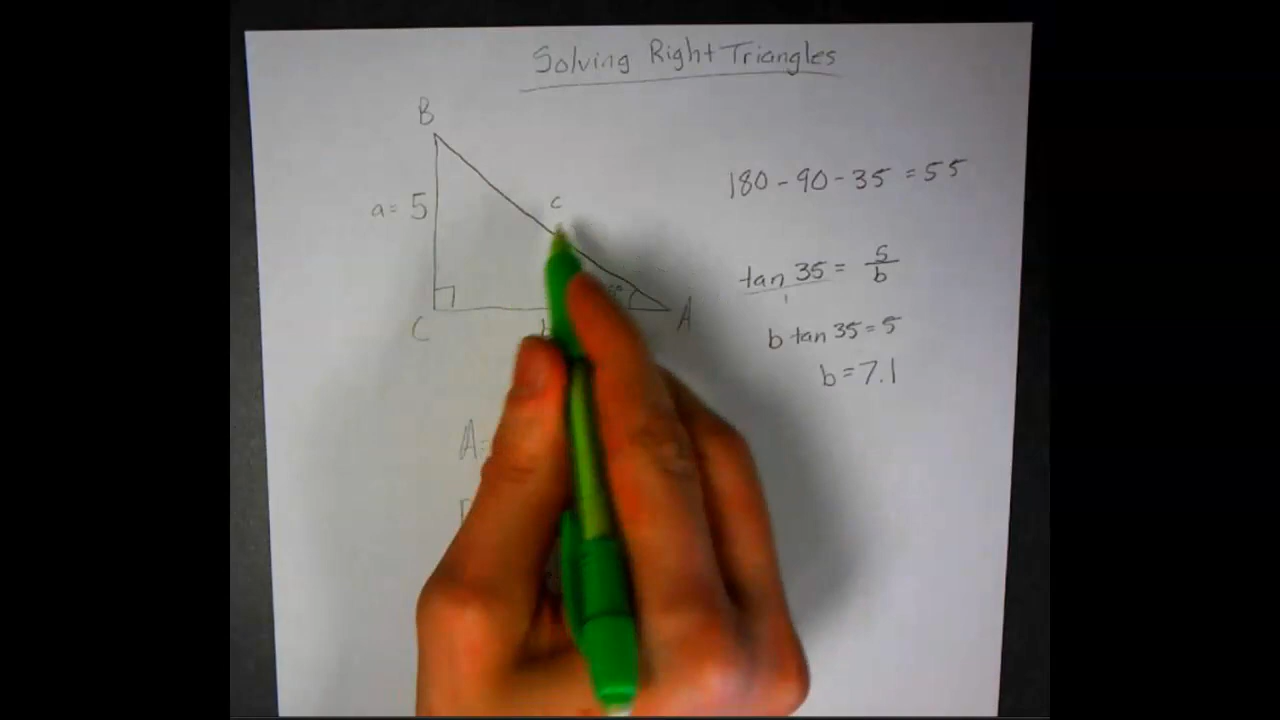 Solving Right Triangles
B
180 - 90 - 35 = 55
a = 5
c
tan 35 = 5/b
C
A
b tan 35 = 5
b = 7.1
A=